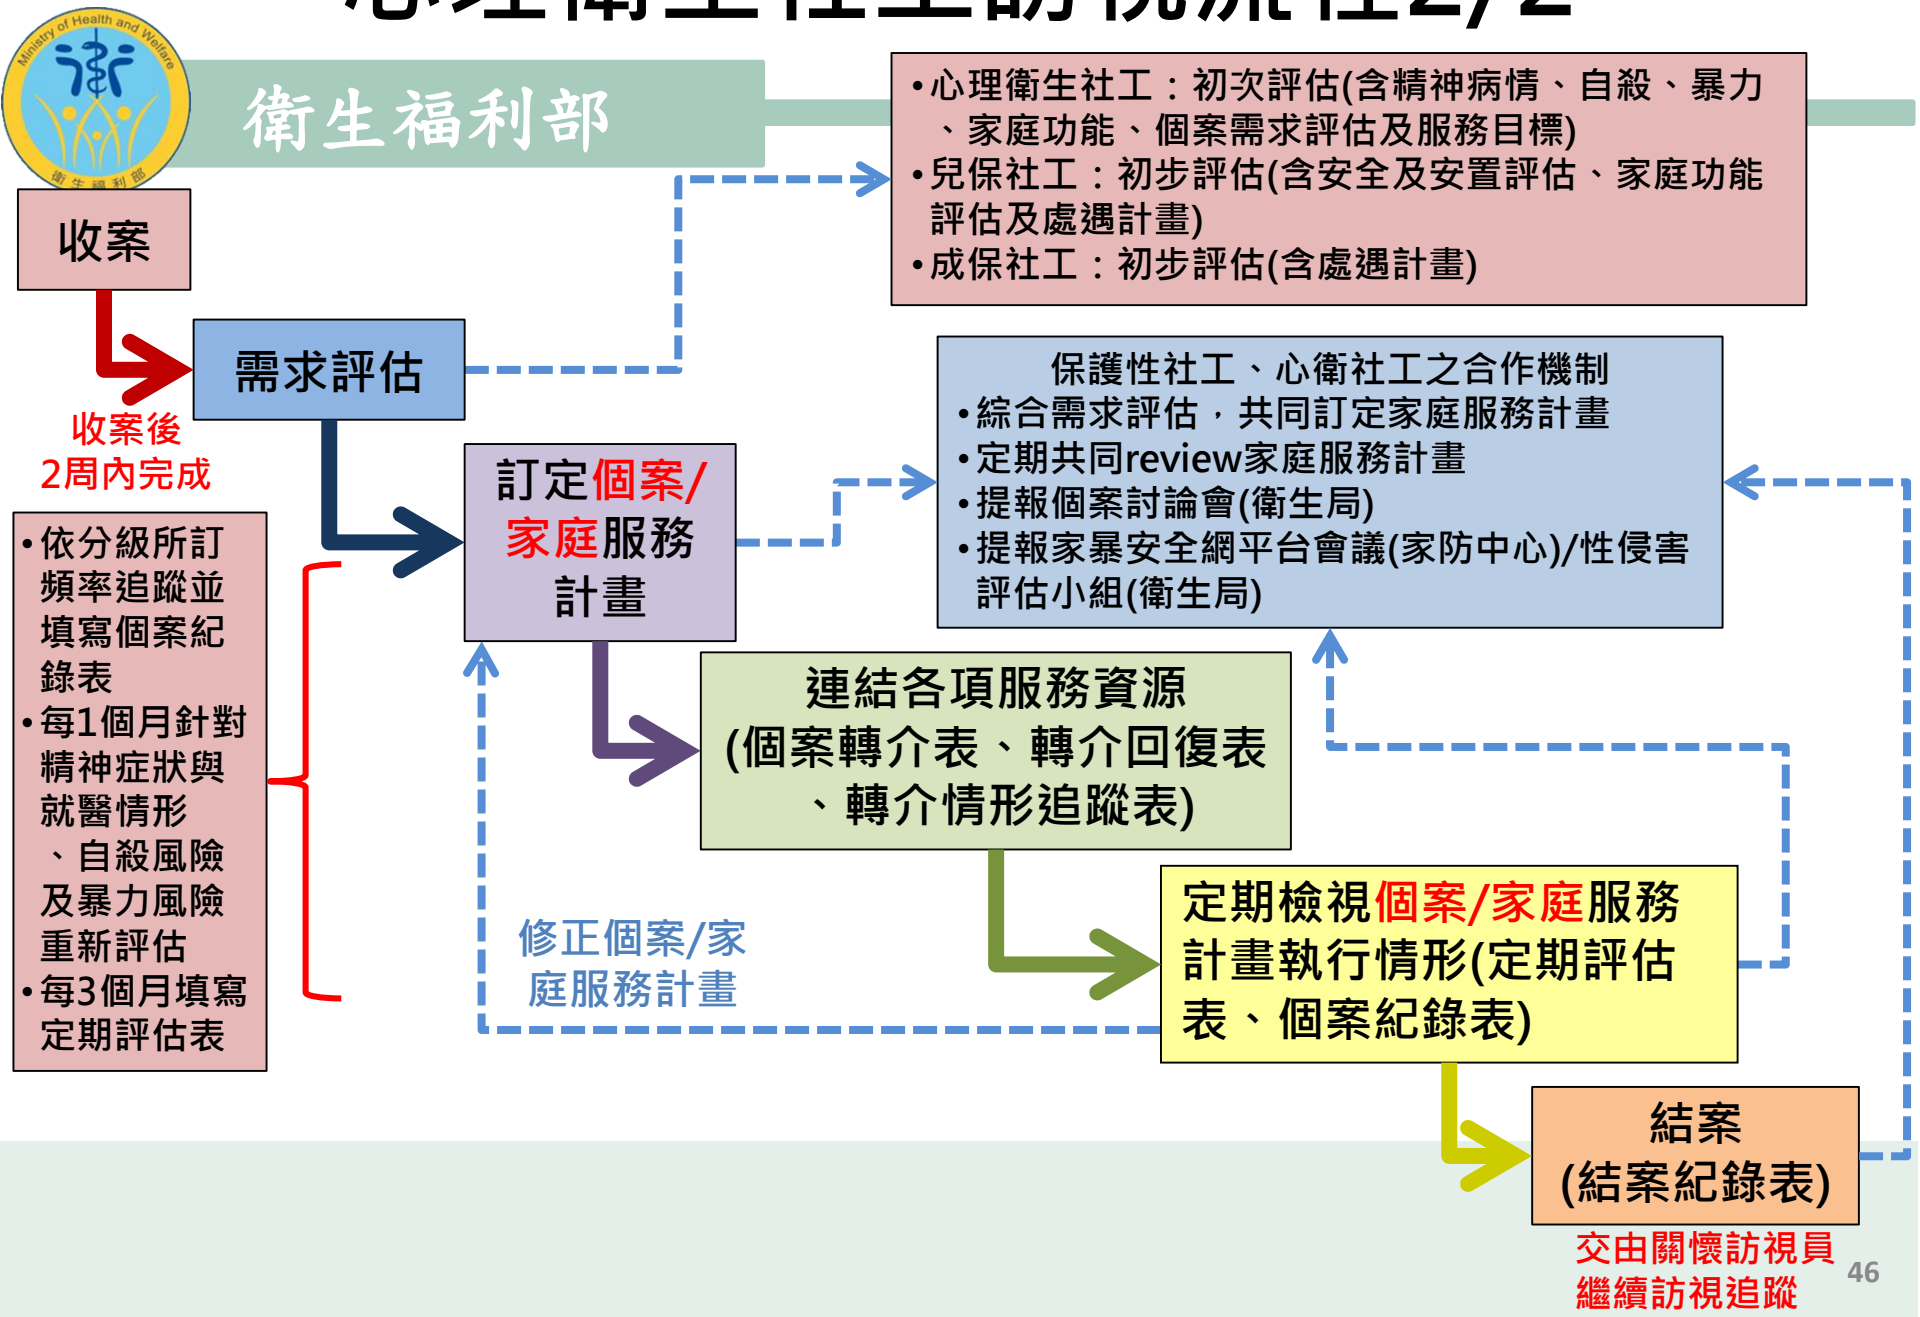 心理衛生社工訪視流程2/2
Ministry of Health and Welfare
衛生福利部
衛生福利部
•心理衛生社工：初次評估(含精神病情、自殺、暴力
、家庭功能、個案需求評估及服務目標)
•兒保社工：初步評估(含安全及安置評估、家庭功能
評估及處遇計畫)
•成保社工：初步評估(含處遇計畫)
收案
需求評估
收案後
2周內完成
保護性社工、心衛社工之合作機制
•綜合需求評估，共同訂定家庭服務計畫
•定期共同review家庭服務計畫
•提報個案討論會(衛生局)
•提報家暴安全網平台會議(家防中心)/性侵害
評估小組(衛生局)
訂定個案/
家庭服務
計畫
•依分級所訂
頻率追蹤並
填寫個案紀
錄表
•每1個月針對
精神症狀與
就醫情形
、自殺風險
及暴力風險
重新評估
•每3個月填寫
定期評估表
連結各項服務資源
(個案轉介表、轉介回復表
、轉介情形追蹤表)
修正個案/家
庭服務計畫
定期檢視個案/家庭服務
計畫執行情形(定期評估
表、個案紀錄表)
結案
(結案紀錄表)
交由關懷訪視員
繼續訪視追蹤
46